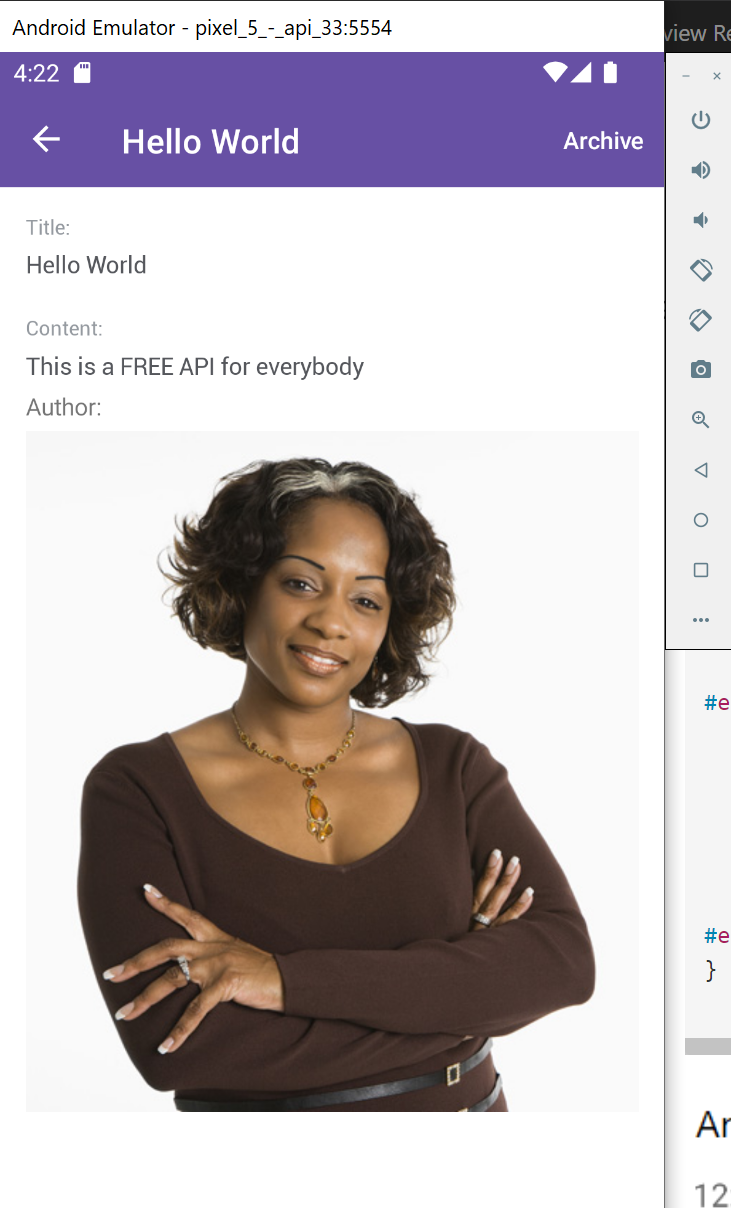 Android Emulator - pixel_5_-_api_33:5554
view Re
4:22
Hello World
Archive
Title:
Hello World
Content:
This is a FREE API for everybody
Author:
#e
#e
}
Ar
12: